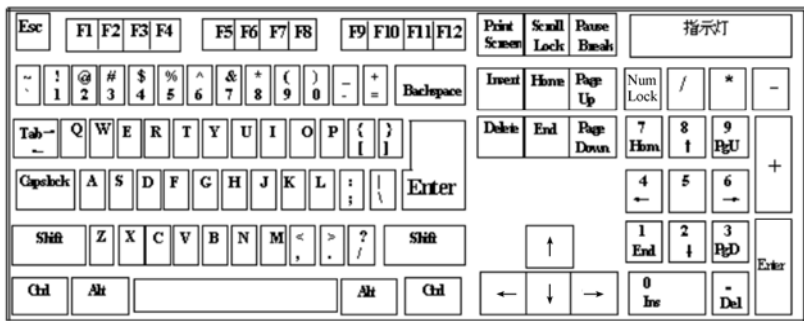 Esc F1 F2 F3 F4 F5 F6 F7 F8 F9 F10 F11 F12 Print Screen Scroll Lock Pause Break 指示灯
~ ` ! 1 @ 2 # 3 $ 4 % 5 ^ 6 & 7 * 8 ( 9 ) 0 _ - + = Backspace Insert Home Page Up Num Lock / * -
Tab → ← Q W E R T Y U I O P { [ } ] Delete End Page Down 7 Hom 8 ↑ 9 PgU +
Capslock A S D F G H J K L : ; | \ Enter 4 ← 5 6 →
Shift Z X C V B N M < , > . ? / Shift ↑ 1 End 2 ↓ 3 PgD Enter
Ctrl Alt Alt Ctrl ← ↓ → 0 Ins . Del